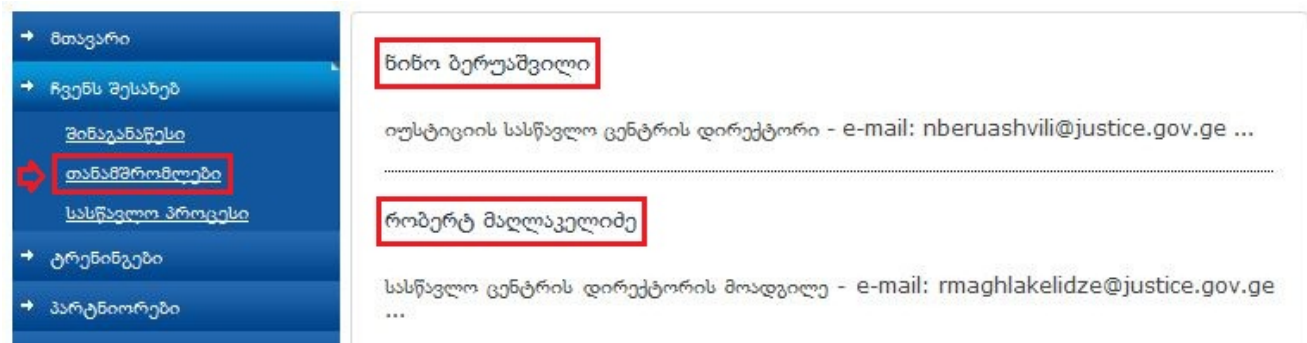 მთავარი
ჩვენს შესახებ
შინაგანაწესი
თანამშრომლები
სასწავლო პროცესი
ტრენინგები
პარტნიორები
ნინო ბერუაშვილი
იუსტიციის სასწავლო ცენტრის დირექტორი - e-mail: nberuashvili@justice.gov.ge ...
რობერტ მაღლაკელიძე
სასწავლო ცენტრის დირექტორის მოადგილე - e-mail: rmaghlakelidze@justice.gov.ge
...